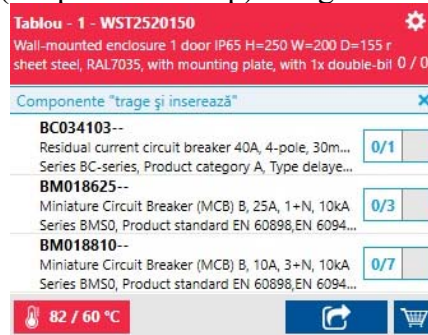 Tablou - 1 - WST2520150
Wall-mounted enclosure 1 door IP65 H=250 W=200 D=155 r
sheet steel, RAL7035, with mounting plate, with 1x double-bit 0 / 0
Componente "trage și inserează" ×
BC034103--
Residual current circuit breaker 40A, 4-pole, 30m...
Series BC-series, Product category A, Type delaye...
0/1
BM018625--
Miniature Circuit Breaker (MCB) B, 25A, 1+N, 10kA
Series BMS0, Product standard EN 60898,EN 6094...
0/3
BM018810--
Miniature Circuit Breaker (MCB) B, 10A, 3+N, 10kA
Series BMS0, Product standard EN 60898,EN 6094...
0/7
82 / 60 °C